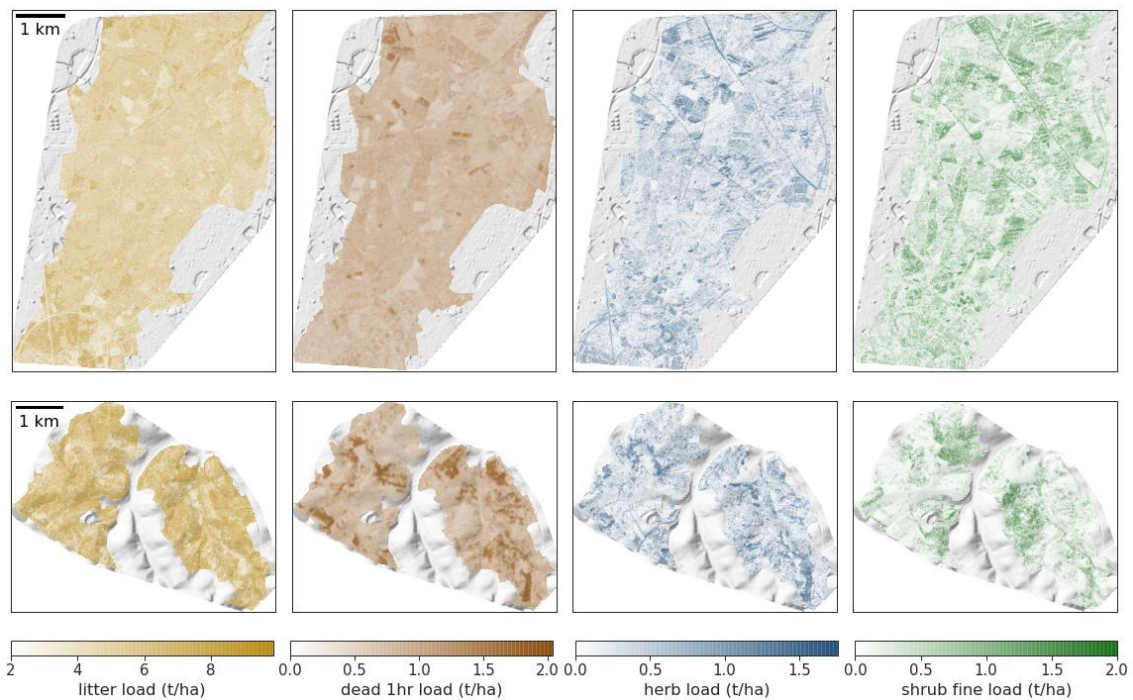 1 km
1 km
2 4 6 8
litter load (t/ha)
0.0 0.5 1.0 1.5 2.0
dead 1hr load (t/ha)
0.0 0.5 1.0 1.5
herb load (t/ha)
0.0 0.5 1.0 1.5 2.0
shrub fine load (t/ha)